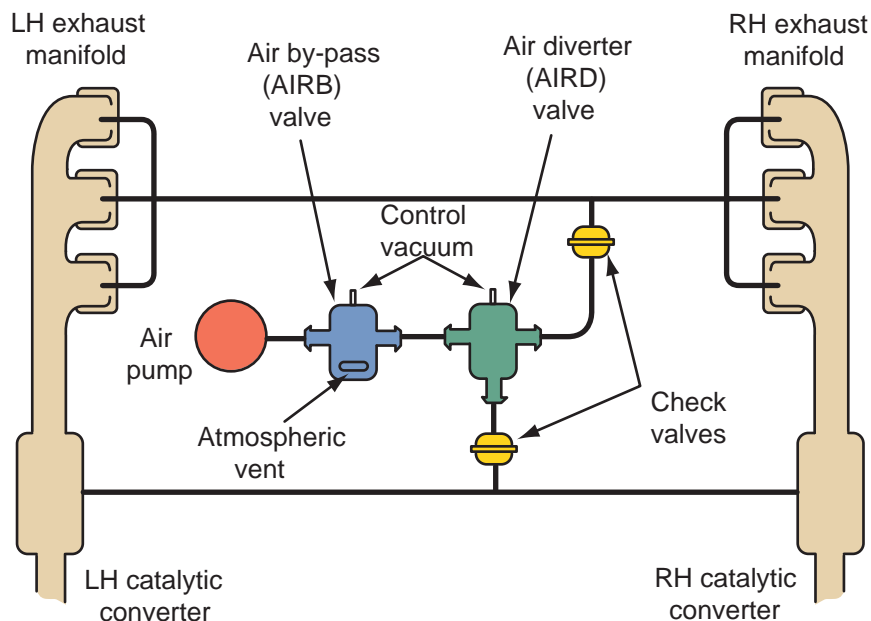 LH exhaust
manifold
Air by-pass
(AIRB)
valve
Air diverter
(AIRD)
valve
RH exhaust
manifold
Control
vacuum
Air
pump
Atmospheric
vent
Check
valves
LH catalytic
converter
RH catalytic
converter